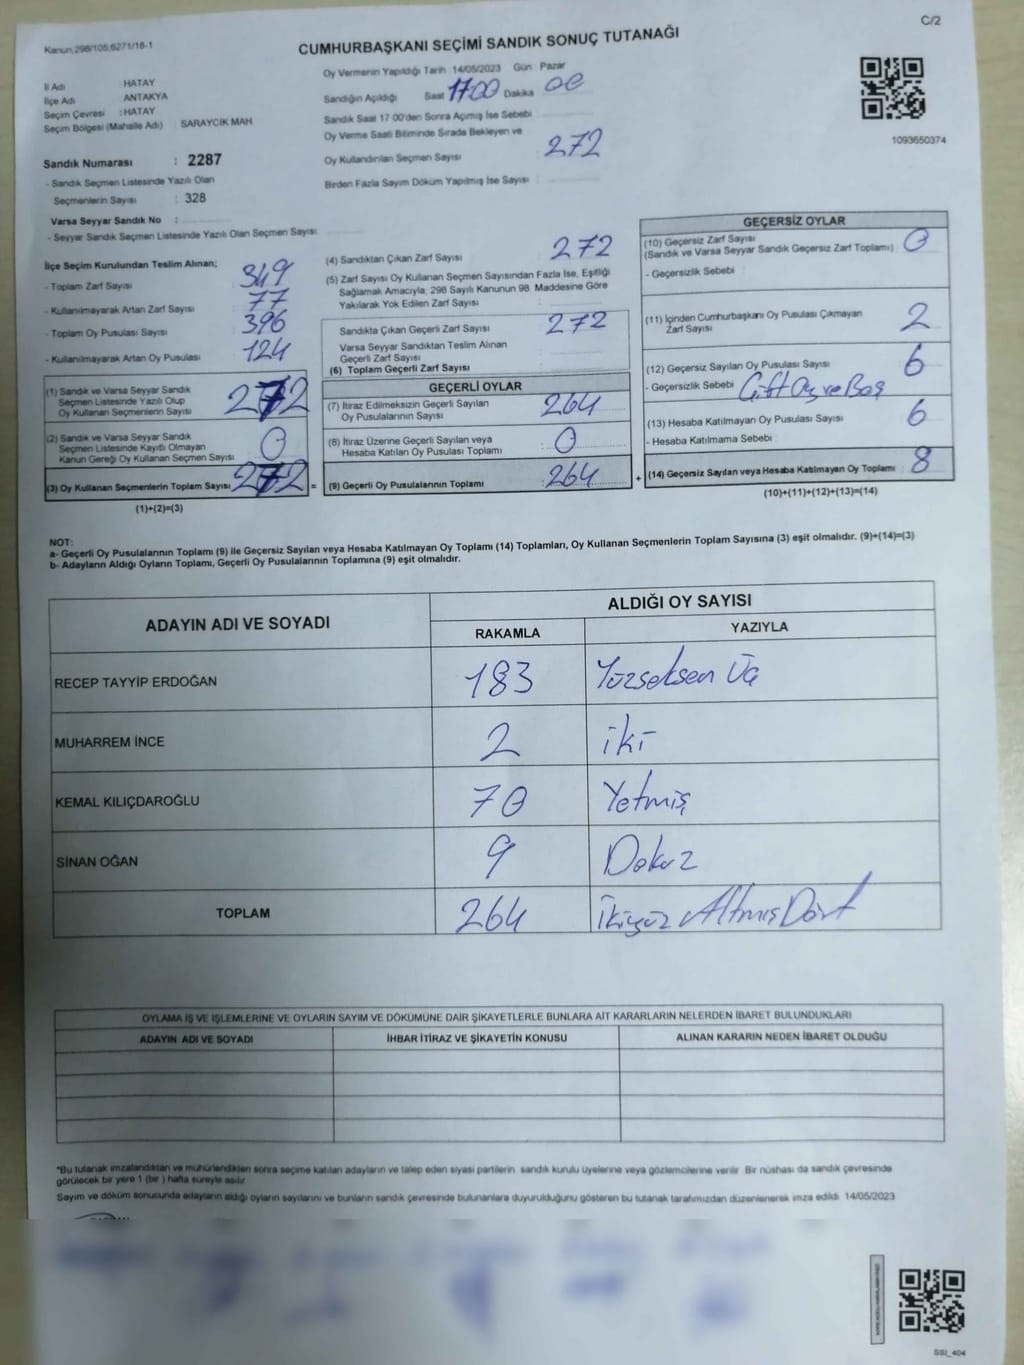 C/2
Kanun;298/105;6271/18-1
CUMHURBAŞKANI SEÇİMİ SANDIK SONUÇ TUTANAĞI
İl Adı : HATAY
İlçe Adı ANTAKYA
Seçim Çevresi : HATAY
Seçim Bölgesi (Mahalle Adı) : SARAYCIK MAH
Sandık Numarası : 2287
- Sandık Seçmen Listesinde Yazılı Olan
Seçmenlerin Sayısı : 328
Varsa Seyyar Sandık No :
- Seyyar Sandık Seçmen Listesinde Yazılı Olan Seçmen Sayısı:
Oy Vermenin Yapıldığı Tarih 14/05/2023 Gün : Pazar
Sandığın Açıldığı Saat 1700 Dakika 00
Sandık Saat 17.00'den Sonra Açmış İse Sebebi :
Oy Verme Saati Bitiminde Sırada Bekleyen ve
Oy Kullandırılan Seçmen Sayısı : 272
Birden Fazla Sayım Döküm Yapılmış İse Sayısı :
1093650374
İlçe Seçim Kurulundan Teslim Alınan;
- Toplam Zarf Sayısı : 349
- Kullanılmayarak Artan Zarf Sayısı : 77
- Toplam Oy Pusulası Sayısı : 396
- Kullanılmayarak Artan Oy Pusulası : 124
(1) Sandık ve Varsa Seyyar Sandık
Seçmen Listesinde Yazılı Olup
Oy Kullanan Seçmenlerin Sayısı : 272
(2) Sandık ve Varsa Seyyar Sandık
Seçmen Listesinde Kayıtlı Olmayan
Kanun Gereği Oy Kullanan Seçmen Sayısı : 0
(3) Oy Kullanan Seçmenlerin Toplam Sayısı : 272 =
(1)+(2)=(3)
(4) Sandıktan Çıkan Zarf Sayısı : 272
(5) Zarf Sayısı Oy Kullanan Seçmen Sayısından Fazla İse, Eşitliği
Sağlamak Amacıyla, 298 Sayılı Kanunun 98. Maddesine Göre
Yakılarak Yok Edilen Zarf Sayısı :
Sandıkta Çıkan Geçerli Zarf Sayısı : 272
Varsa Seyyar Sandıktan Teslim Alınan
Geçerli Zarf Sayısı :
(6) Toplam Geçerli Zarf Sayısı :
GEÇERLİ OYLAR
(7) İtiraz Edilmeksizin Geçerli Sayılan
Oy Pusulalarının Sayısı : 264
(8) İtiraz Üzerine Geçerli Sayılan veya
Hesaba Katılan Oy Pusulası Toplamı : 0
(9) Geçerli Oy Pusulalarının Toplamı : 264 +
GEÇERSİZ OYLAR
(10) Geçersiz Zarf Sayısı
(Sandık ve Varsa Seyyar Sandık Geçersiz Zarf Toplamı) : 0
- Geçersizlik Sebebi :
(11) İçinden Cumhurbaşkanı Oy Pusulası Çıkmayan
Zarf Sayısı : 2
(12) Geçersiz Sayılan Oy Pusulası Sayısı : 6
- Geçersizlik Sebebi : Çift Oy ve Boş
(13) Hesaba Katılmayan Oy Pusulası Sayısı : 6
- Hesaba Katılmama Sebebi :
(14) Geçersiz Sayılan veya Hesaba Katılmayan Oy Toplamı : 8
(10)+(11)+(12)+(13)=(14)
NOT:
a- Geçerli Oy Pusulalarının Toplamı (9) ile Geçersiz Sayılan veya Hesaba Katılmayan Oy Toplamı (14) Toplamları, Oy Kullanan Seçmenlerin Toplam Sayısına (3) eşit olmalıdır. (9)+(14)=(3)
b- Adayların Aldığı Oyların Toplamı, Geçerli Oy Pusulalarının Toplamına (9) eşit olmalıdır.
ADAYIN ADI VE SOYADI
ALDIĞI OY SAYISI
RAKAMLA YAZIYLA
RECEP TAYYİP ERDOĞAN 183 Yüzseksen Üç
MUHARREM İNCE 2 iki
KEMAL KILIÇDAROĞLU 70 Yetmiş
SİNAN OĞAN 9 Dokuz
TOPLAM 264 İkiyüz Altmış Dört
OYLAMA İŞ VE İŞLEMLERİNE VE OYLARIN SAYIM VE DÖKÜMÜNE DAİR ŞİKAYETLERLE BUNLARA AİT KARARLARIN NELERDEN İBARET BULUNDUKLARI
ADAYIN ADI VE SOYADI İHBAR İTİRAZ VE ŞİKAYETİN KONUSU ALINAN KARARIN NEDEN İBARET OLDUĞU
*Bu tutanak imzalandıktan ve mühürlendikten sonra seçime katılan adayların ve talep eden siyasi partilerin sandık kurulu üyelerine veya gözlemcilerine verilir. Bir nüshası da sandık çevresinde
görülecek bir yere 1 (bir) hafta süreyle asılır.
Sayım ve döküm sonucunda adayların aldığı oyların sayılarını ve bunların sandık çevresinde bulunanlara duyurulduğunu gösteren bu tutanak tarafımızdan düzenlenerek imza edildi. 14/05/2023
SSI_404